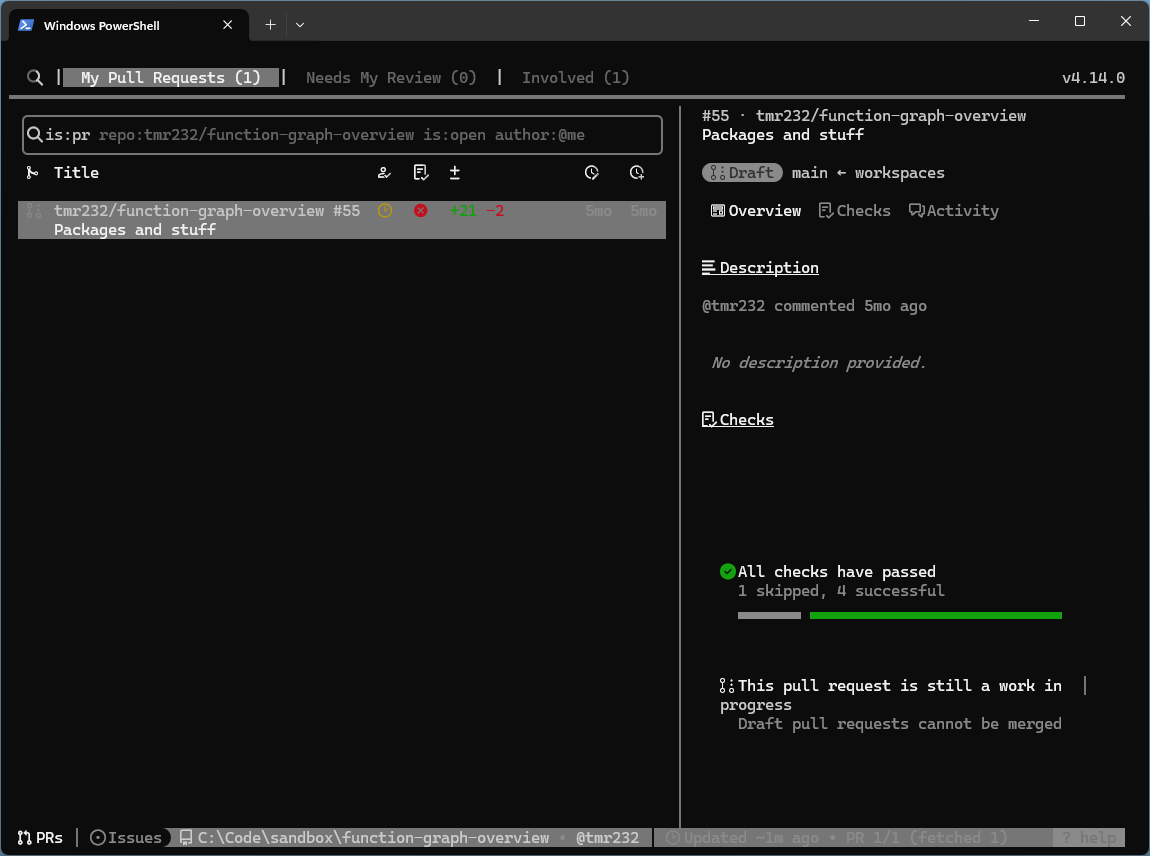 Windows PowerShell
My Pull Requests (1) | Needs My Review (0) | Involved (1) v4.14.0
is:pr repo:tmr232/function-graph-overview is:open author:@me
Title
tmr232/function-graph-overview #55 +21 -2 5mo 5mo
Packages and stuff
#55 · tmr232/function-graph-overview
Packages and stuff
Draft main ← workspaces
Overview Checks Activity
Description
@tmr232 commented 5mo ago
No description provided.
Checks
All checks have passed
1 skipped, 4 successful
This pull request is still a work in
progress
Draft pull requests cannot be merged
PRs | Issues C:\Code\sandbox\function-graph-overview • @tmr232 Updated ~1m ago • PR 1/1 (fetched 1) ? help